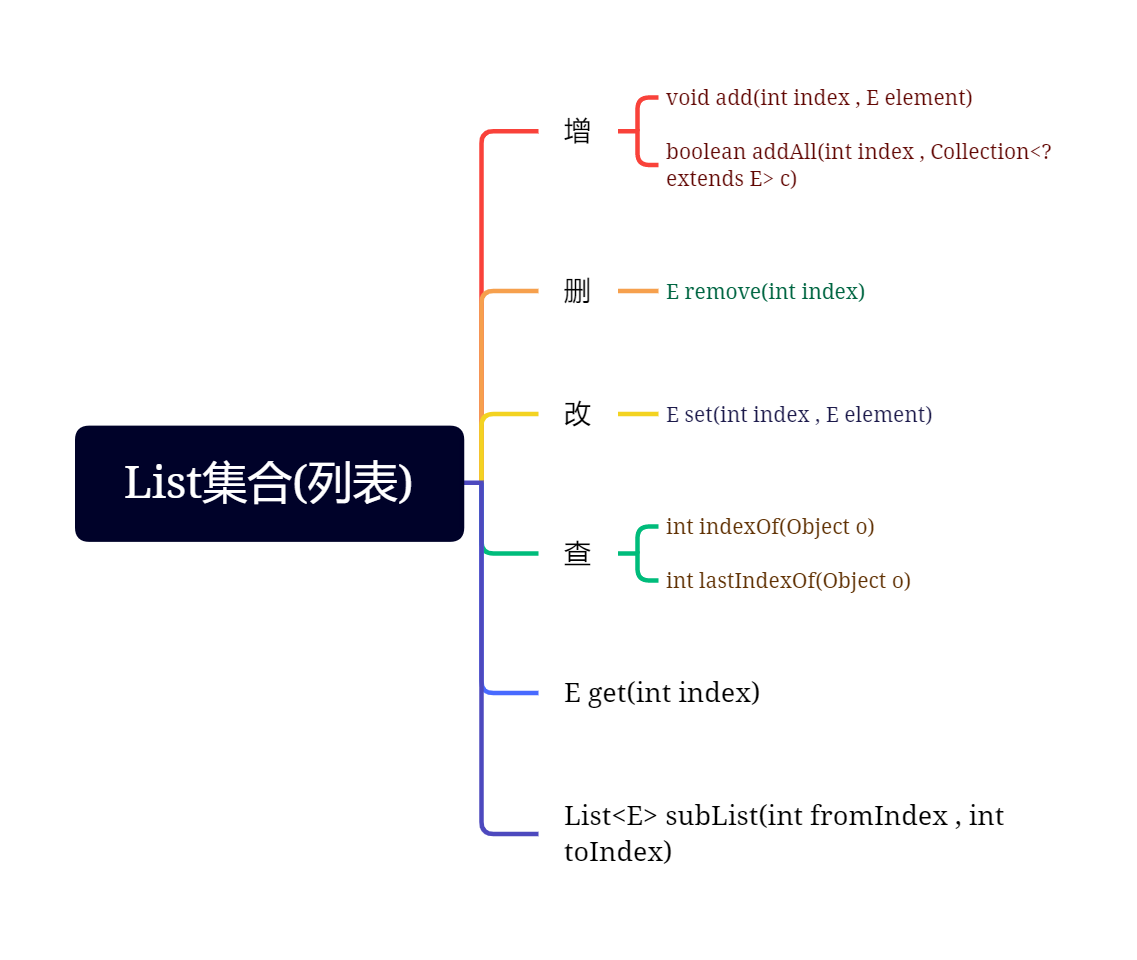 List集合(列表)
增
void add(int index , E element)
boolean addAll(int index , Collection<?
extends E> c)
删
E remove(int index)
改
E set(int index , E element)
查
int indexOf(Object o)
int lastIndexOf(Object o)
E get(int index)
List<E> subList(int fromIndex , int
toIndex)